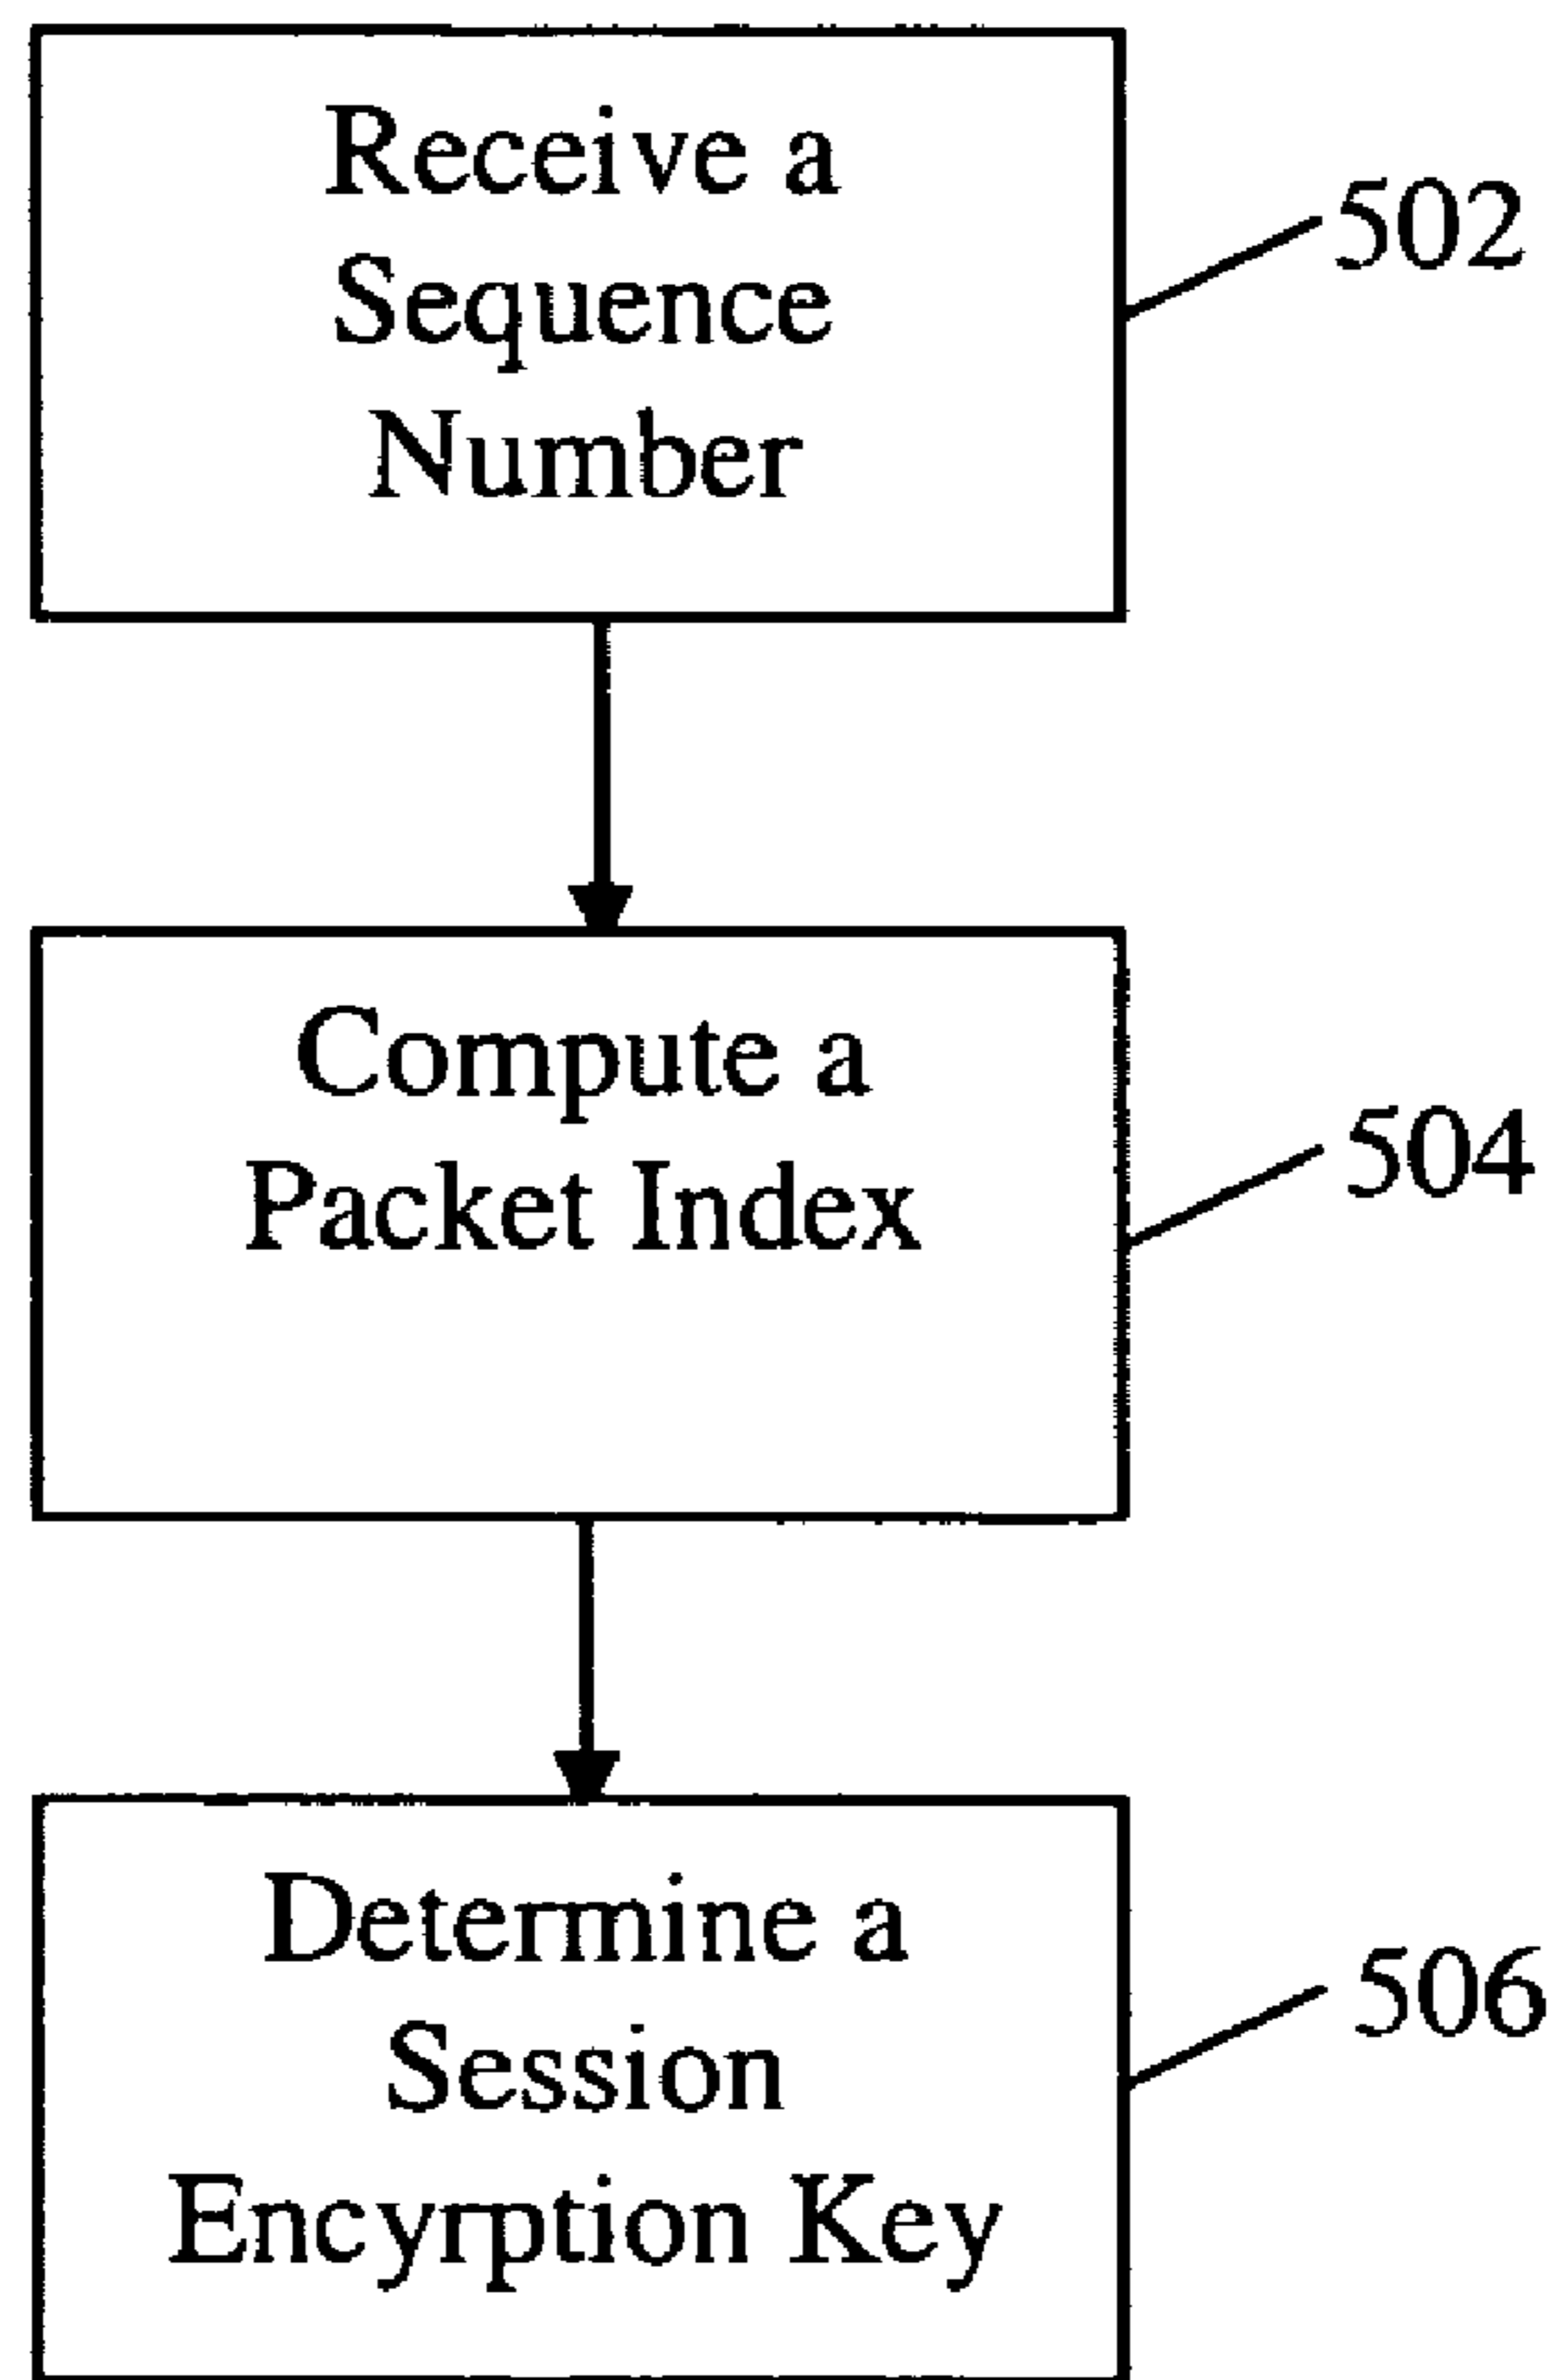 Receive a
Sequence
Number
502
Compute a
Packet Index
504
Determine a
Session
Encyrption Key
506